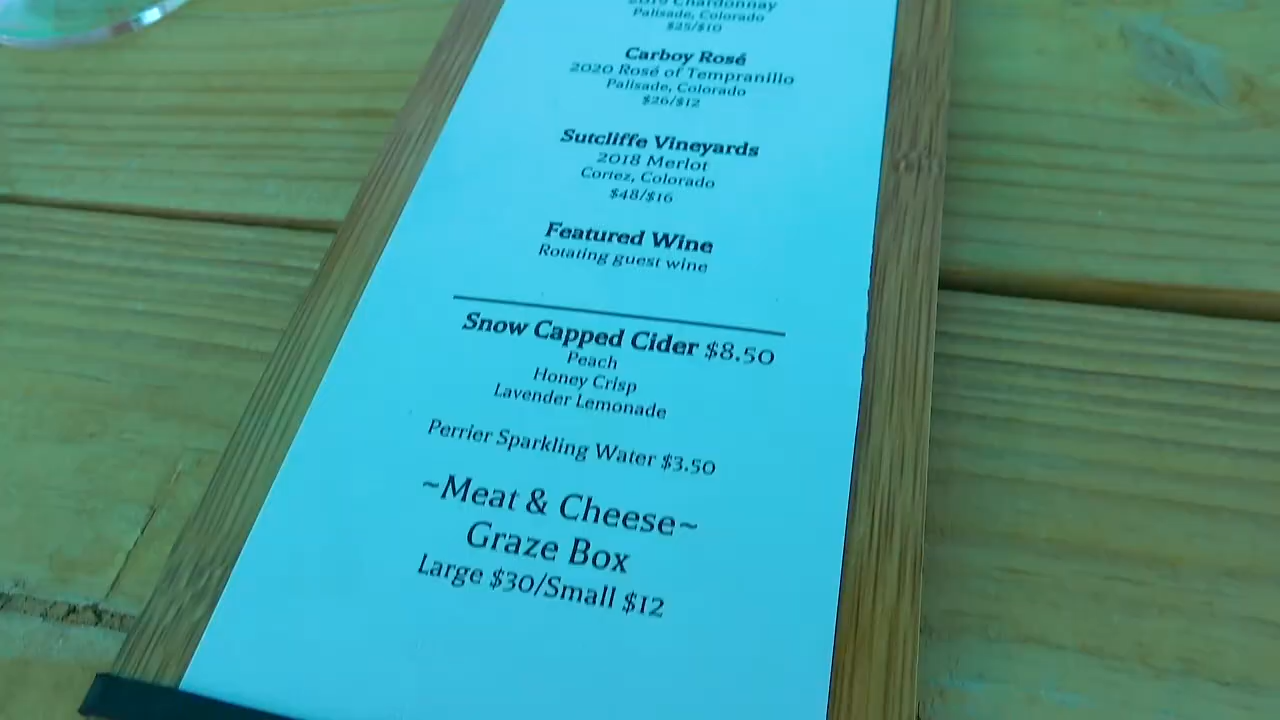 2019 Chardonnay
Palisade, Colorado
$25/$10
Carboy Rosé
2020 Rosé of Tempranillo
Palisade, Colorado
$26/$12
Sutcliffe Vineyards
2018 Merlot
Cortez, Colorado
$48/$16
Featured Wine
Rotating guest wine
Snow Capped Cider $8.50
Peach
Honey Crisp
Lavender Lemonade
Perrier Sparkling Water $3.50
~Meat & Cheese~
Graze Box
Large $30/Small $12